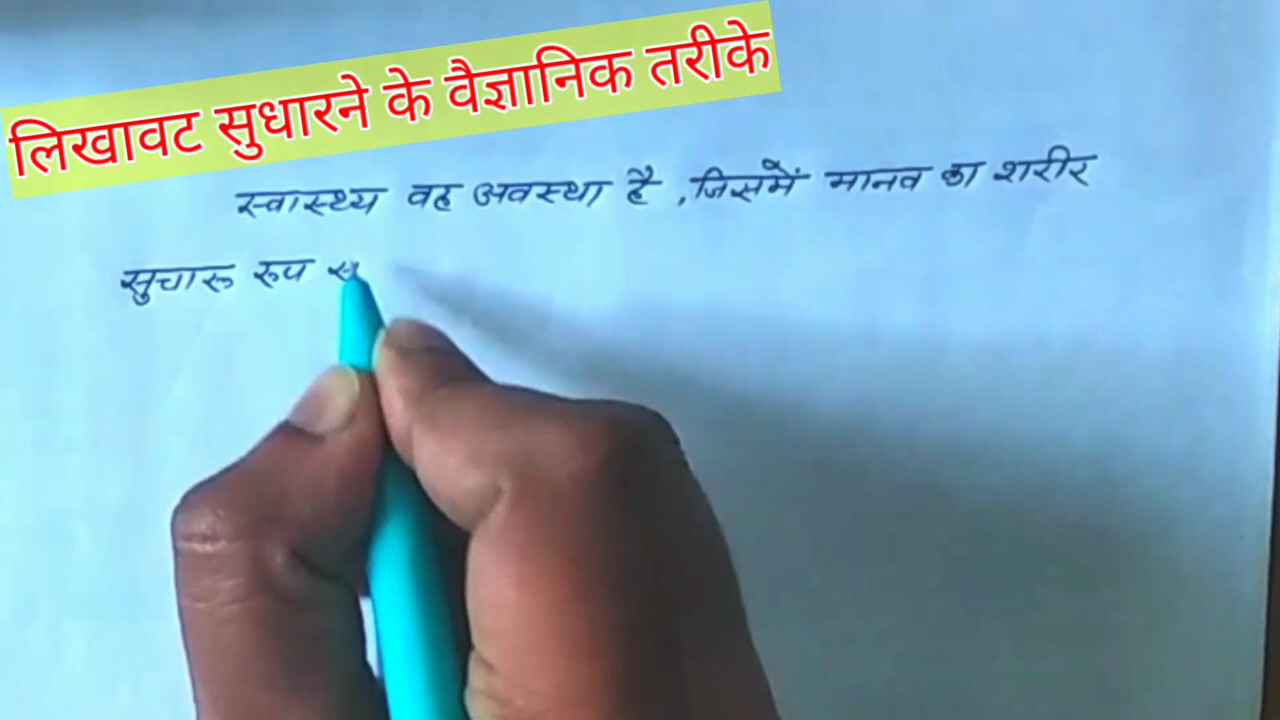 लिखावट सुधारने के वैज्ञानिक तरीके
स्वास्थ्य वह अवस्था है ,जिसमें मानव का शरीर
सुचारू रूप